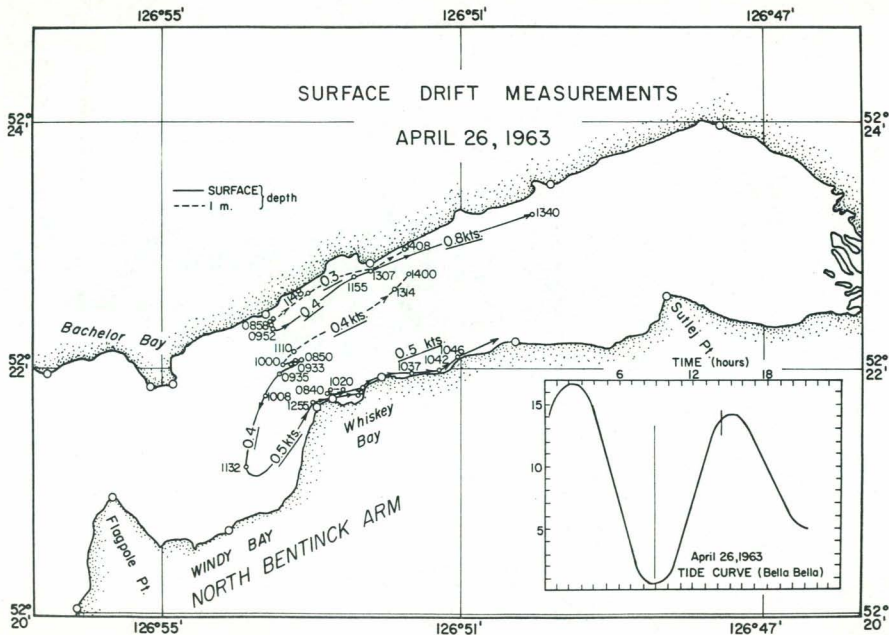 126°55'
126°51'
126°47'
SURFACE DRIFT MEASUREMENTS
52°
24'
52°
24'
APRIL 26, 1963
SURFACE
1 m.
depth
1340
0.8kts.
1408
0.3
1148
1307
1400
1155
0.4
1314
0858
0952
Bachelor Bay
0.4 kts.
1110
0.5 kts.
1046
Sutlej Pt.
52°
22'
1000
0850
0933
1042
1037
52°
22'
0935
TIME (hours)
6
12
18
1008
0840
1020
1255
Whiskey
Bay
15
0.4
0.5 kts.
1132
10
5
Flagpole Pt.
WINDY BAY
NORTH BENTINCK ARM
April 26,1963
TIDE CURVE (Bella Bella)
52°
20'
52°
20'
126°55'
126°51'
126°47'